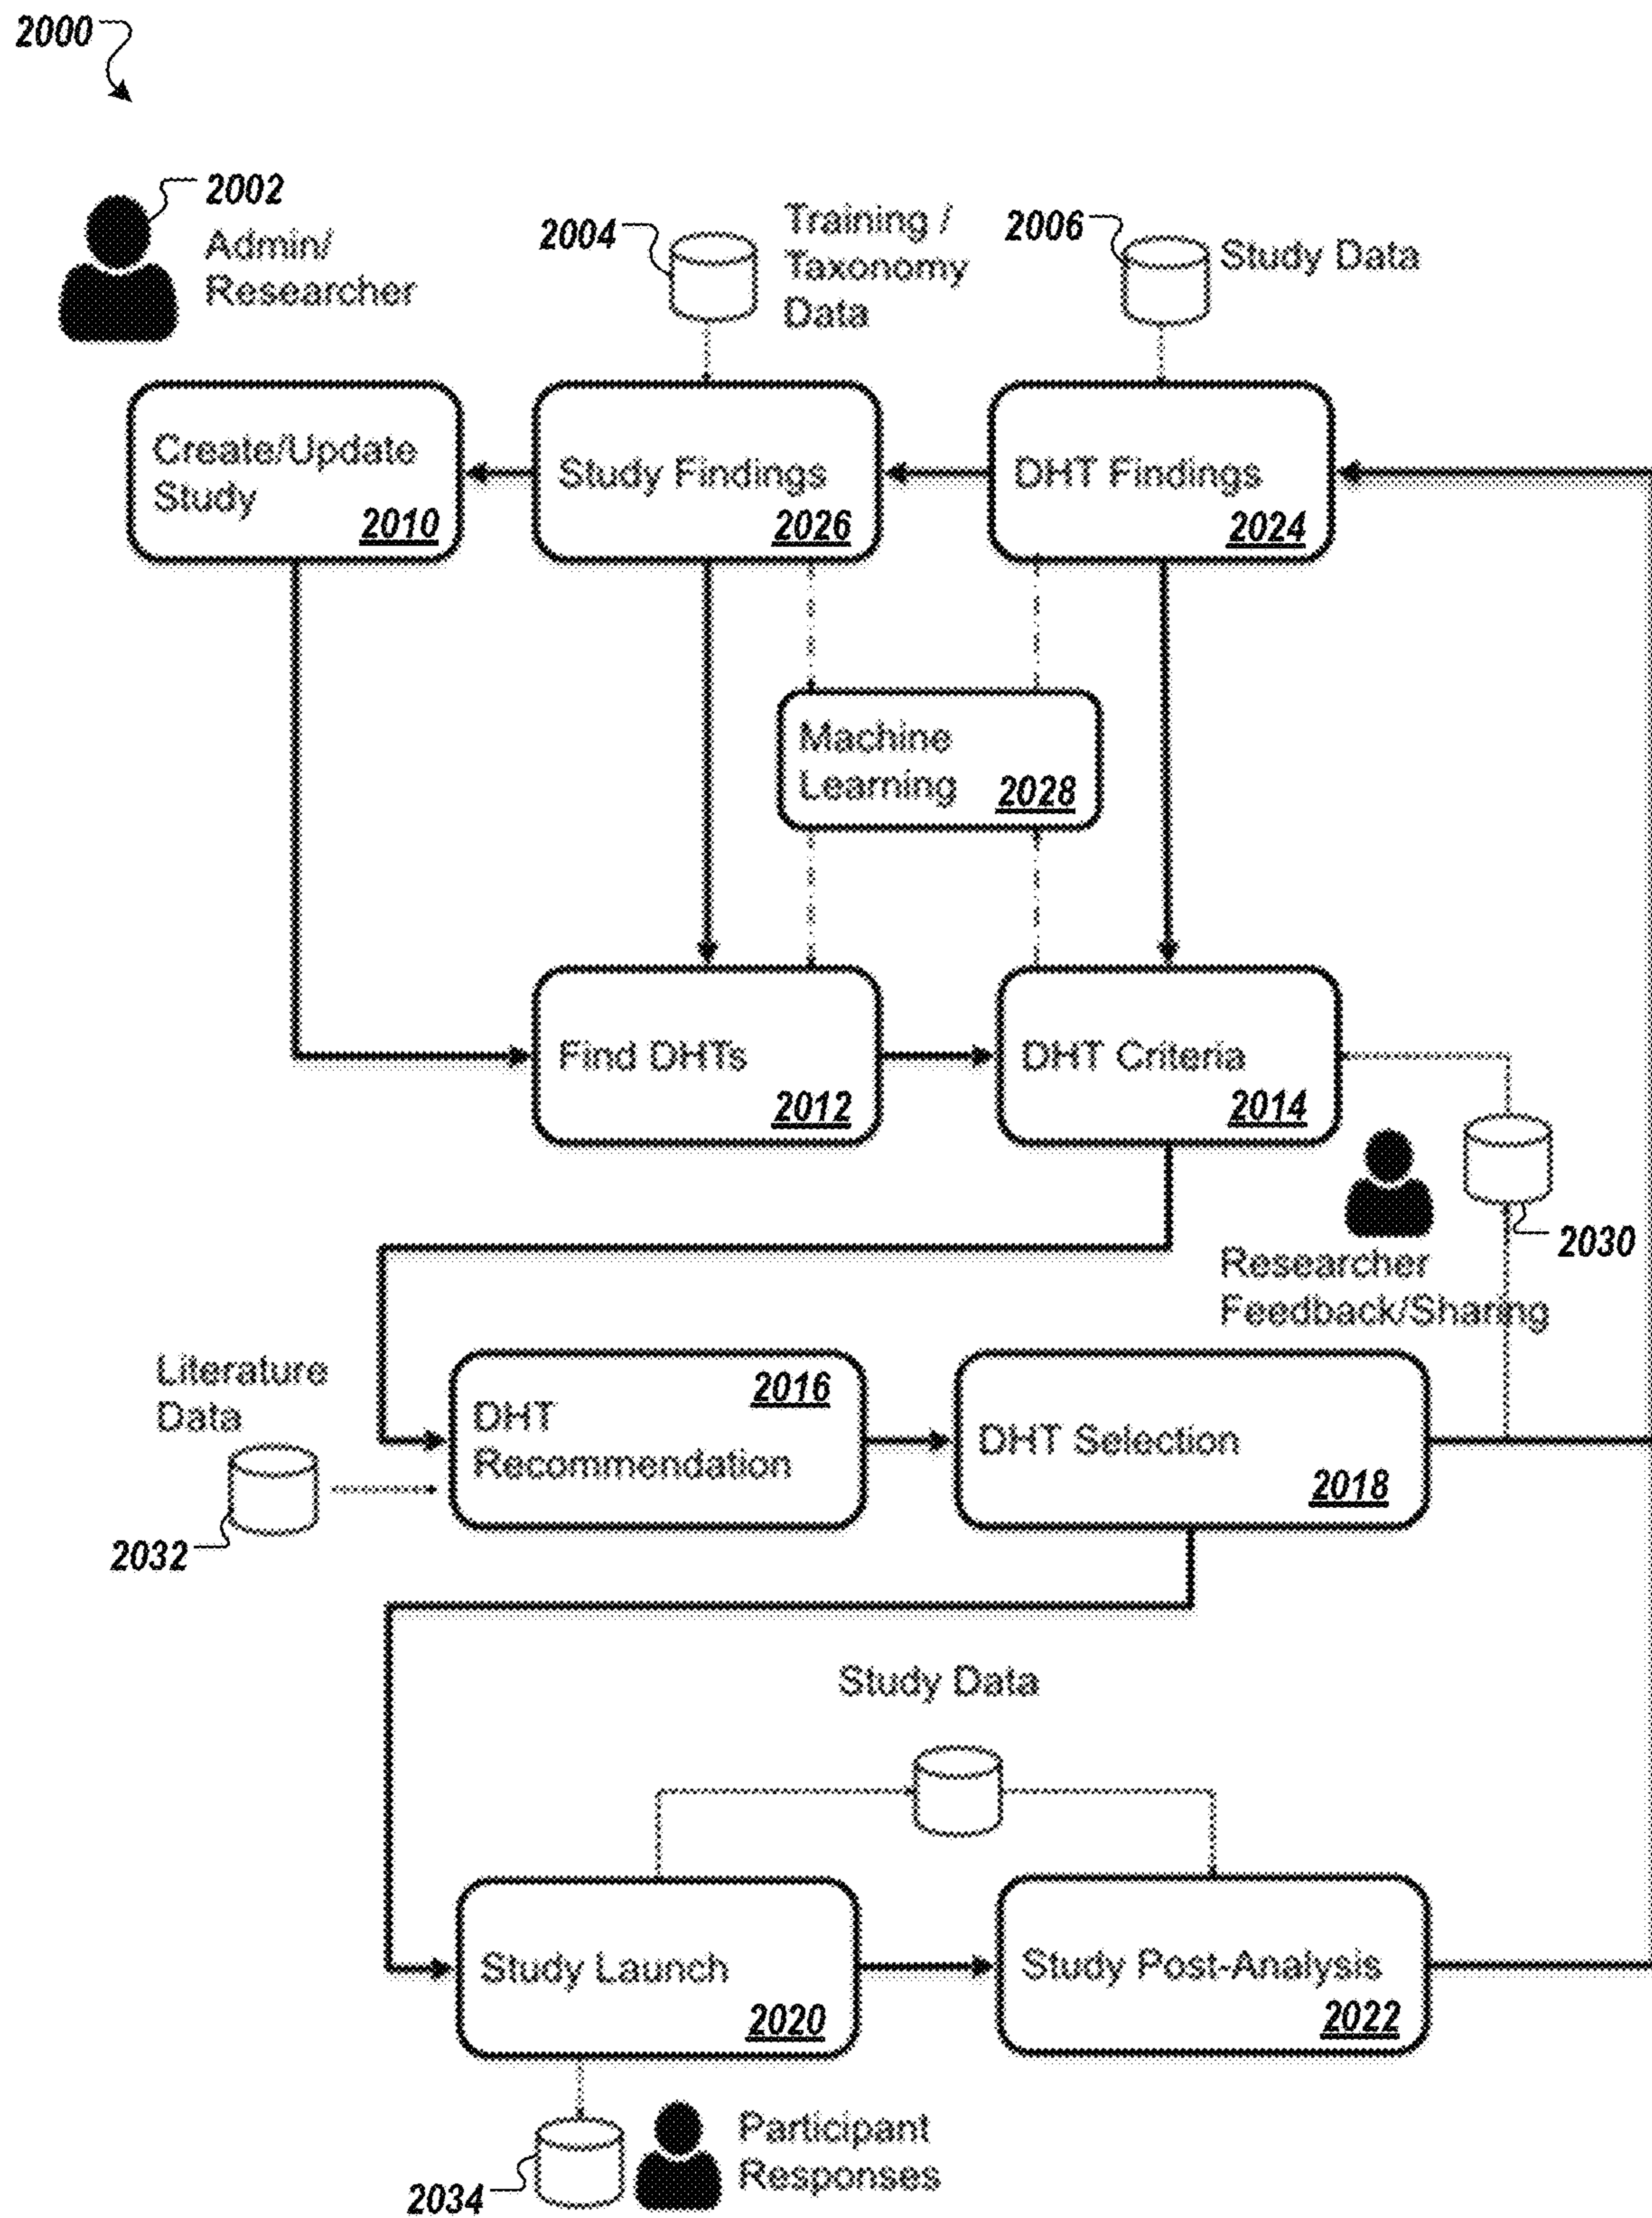 2000
2002
Admin/
Researcher
2004
Training /
Taxonomy
Data
2006
Study Data
Create/Update
Study
2010
Study Findings
2026
DHT Findings
2024
Machine
Learning
2028
Find DHTs
2012
DHT Criteria
2014
2030
Researcher
Feedback/Sharing
Literature
Data
2032
2016
DHT
Recommendation
DHT Selection
2018
Study Data
Study Launch
2020
Study Post-Analysis
2022
2034
Participant
Responses